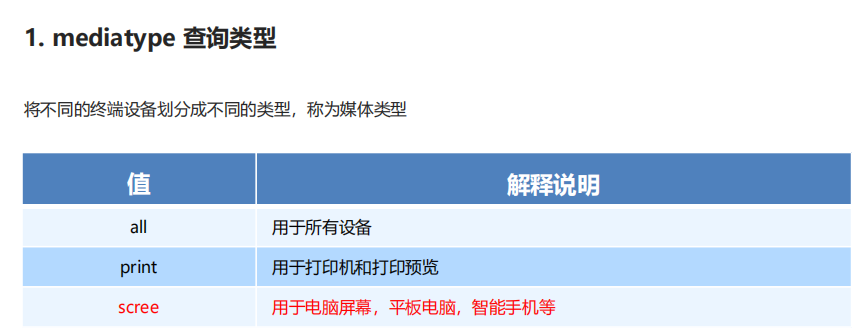 1. mediatype 查询类型
将不同的终端设备划分成不同的类型，称为媒体类型
值 解释说明
all 用于所有设备
print 用于打印机和打印预览
scree 用于电脑屏幕，平板电脑，智能手机等